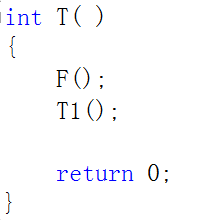 int T( )
{
F();
T1();
return 0;
}